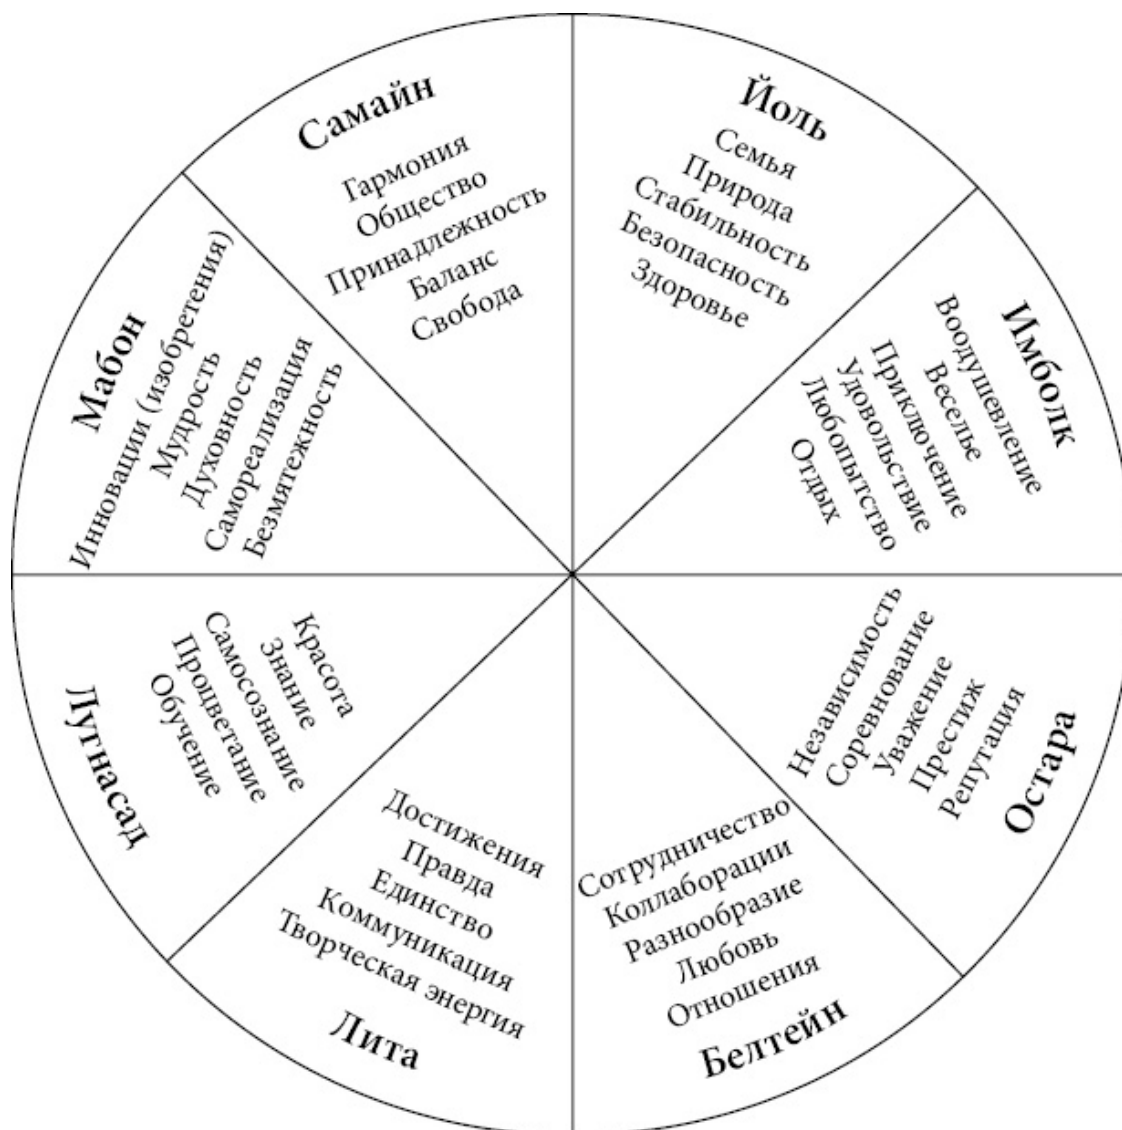 Самайн
Гармония
Общество
Принадлежность
Баланс
Свобода
Йоль
Семья
Природа
Стабильность
Безопасность
Здоровье
Имболк
Воодушевление
Веселье
Приключение
Удовольствие
Любопытство
Отдых
Остара
Независимость
Соревнование
Уважение
Престиж
Репутация
Сотрудничество
Коллаборации
Разнообразие
Любовь
Отношения
Белтейн
Достижения
Правда
Единство
Коммуникация
Творческая энергия
Лита
Лугнасад
Красота
Знание
Самосознание
Процветание
Обучение
Мабон
Инновации (изобретения)
Мудрость
Духовность
Самореализация
Безмятежность